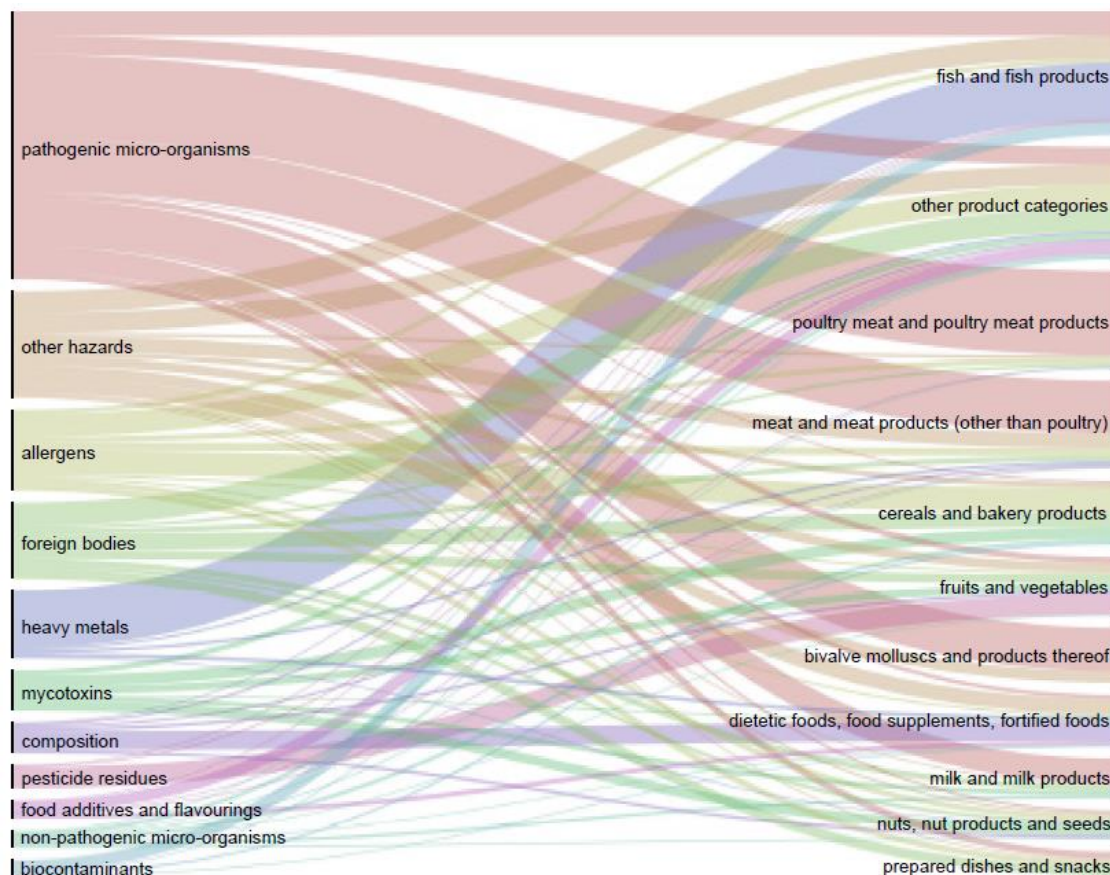 pathogenic micro-organisms
other hazards
allergens
foreign bodies
heavy metals
mycotoxins
composition
pesticide residues
food additives and flavourings
non-pathogenic micro-organisms
biocontaminants
fish and fish products
other product categories
poultry meat and poultry meat products
meat and meat products (other than poultry)
cereals and bakery products
fruits and vegetables
bivalve molluscs and products thereof
dietetic foods, food supplements, fortified foods
milk and milk products
nuts, nut products and seeds
prepared dishes and snacks